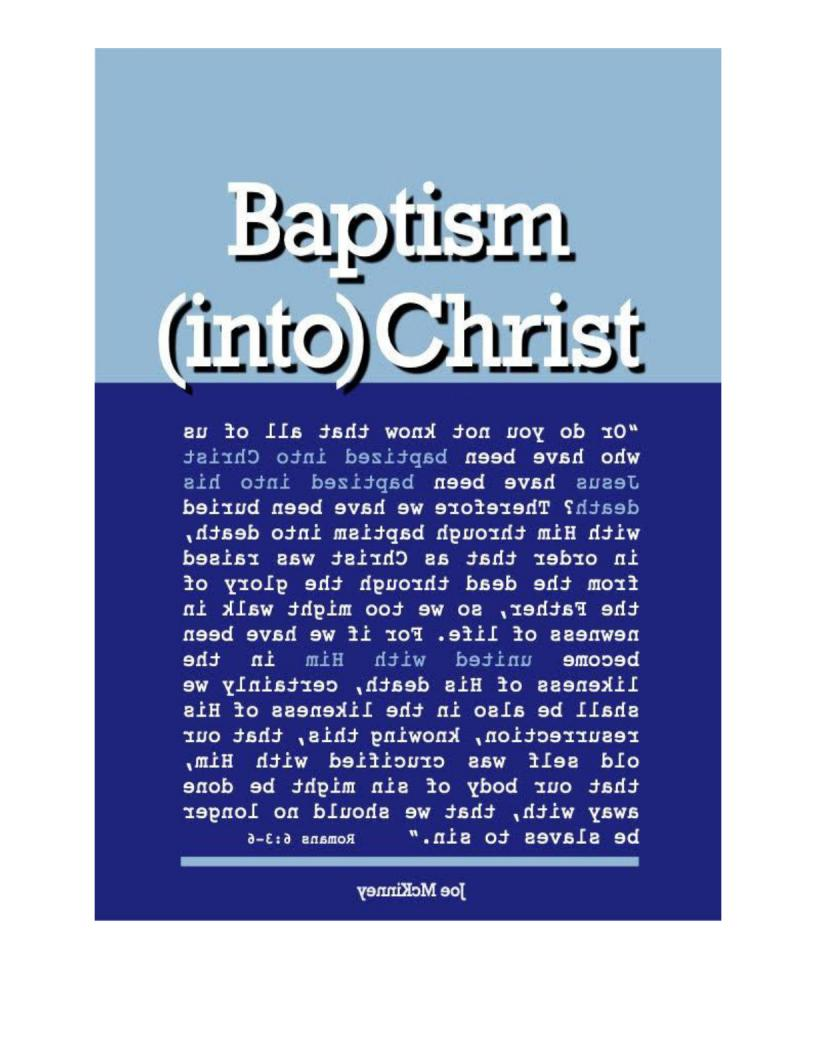 Baptism
(into) Christ
"Or do you not know that all of us
who have been baptized into Christ
Jesus have been baptized into his
death? Therefore we have been buried
with Him through baptism into death,
in order that as Christ was raised
from the dead through the glory of
the Father, so we too might walk in
newness of life. For if we have been
become united with Him in the
likeness of His death, certainly we
shall be also in the likeness of His
resurrection, knowing this, that our
old self was crucified with Him,
that our body of sin might be done
away with, that we should no longer
be slaves to sin." Romans 6:3-6
Joe McKinney